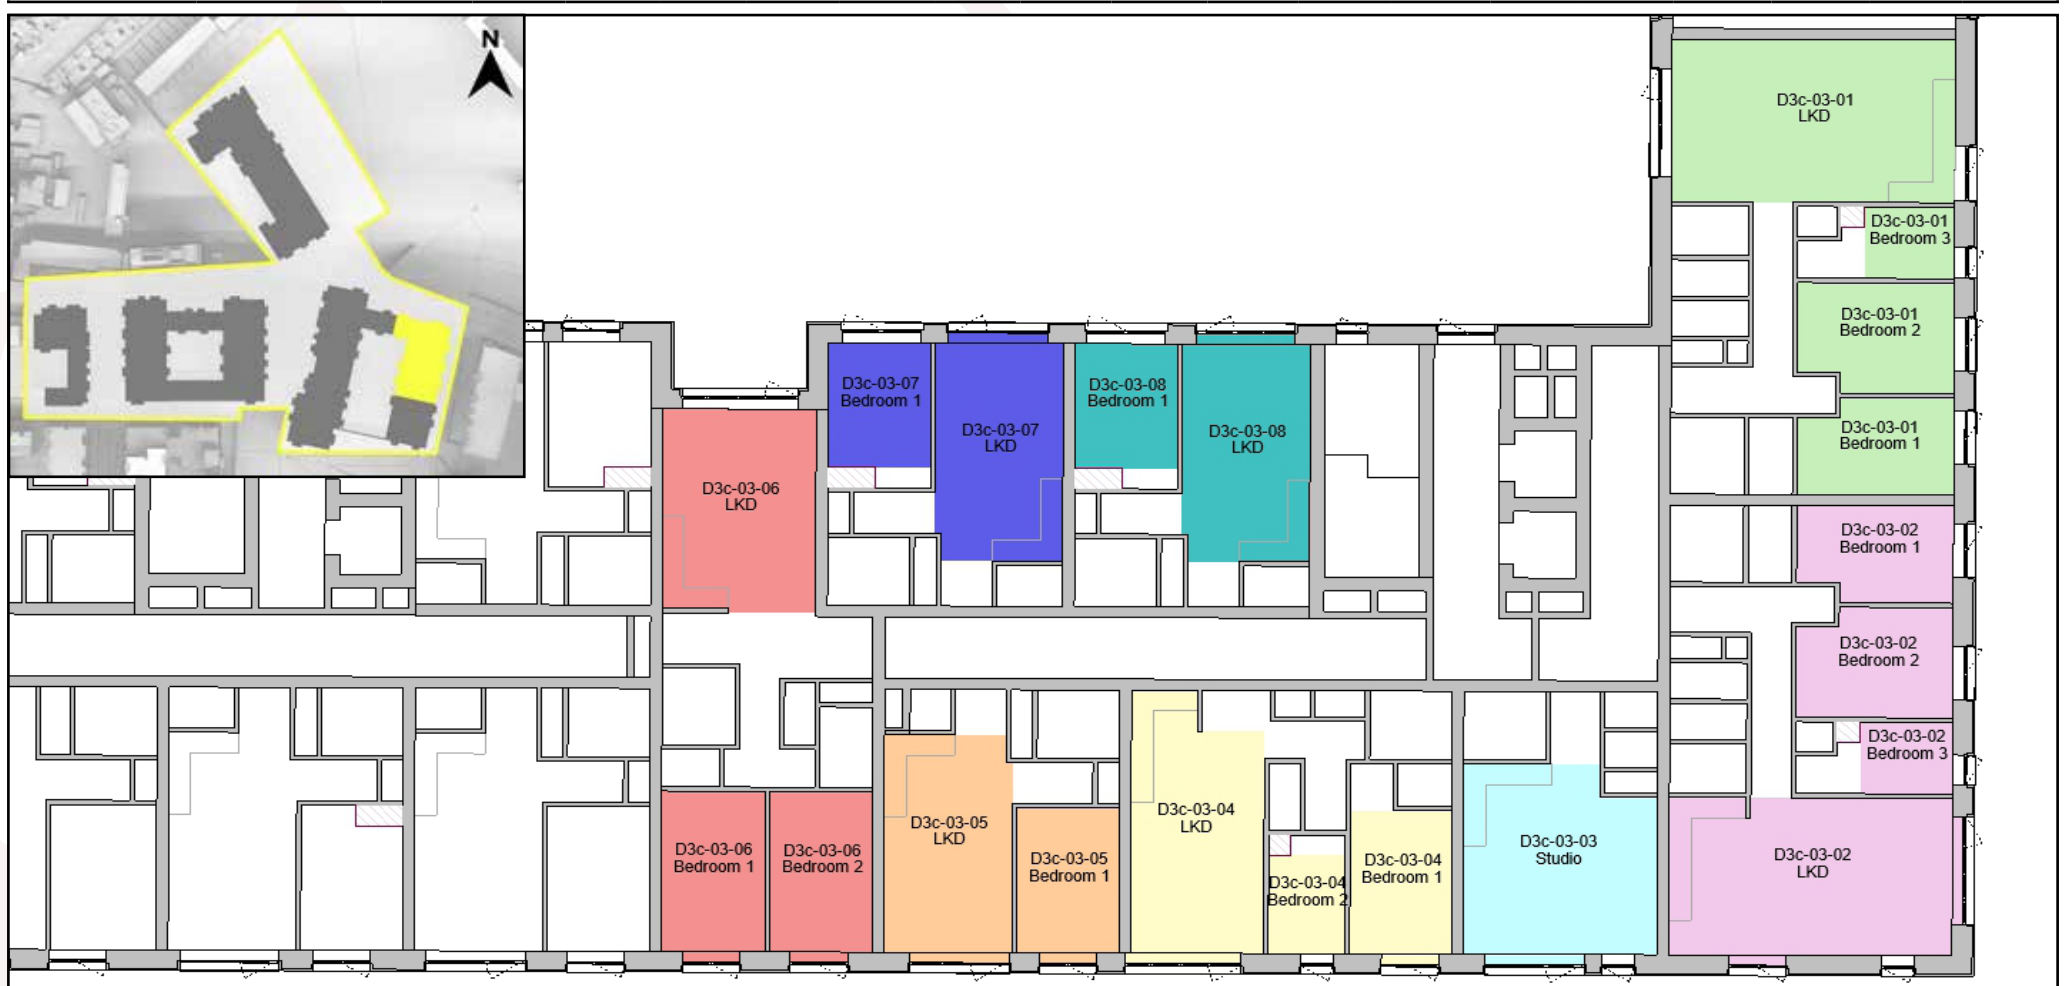 N
D3c-03-01
LKD
D3c-03-01
Bedroom 3
D3c-03-01
Bedroom 2
D3c-03-01
Bedroom 1
D3c-03-07
Bedroom 1
D3c-03-07
LKD
D3c-03-08
Bedroom 1
D3c-03-08
LKD
D3c-03-06
LKD
D3c-03-02
Bedroom 1
D3c-03-02
Bedroom 2
D3c-03-02
Bedroom 3
D3c-03-06
Bedroom 1
D3c-03-06
Bedroom 2
D3c-03-05
LKD
D3c-03-05
Bedroom 1
D3c-03-04
LKD
D3c-03-04
Bedroom 2
D3c-03-04
Bedroom 1
D3c-03-03
Studio
D3c-03-02
LKD